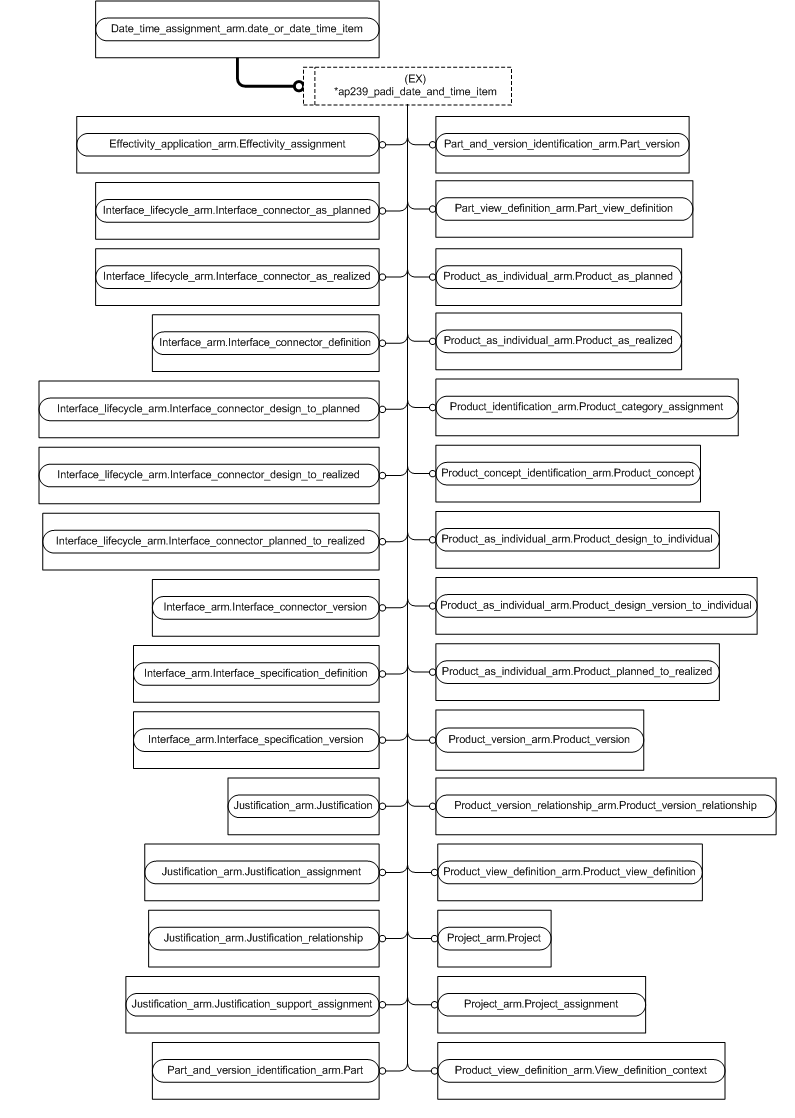 Date_time_assignment_arm.date_or_date_time_item
(EX)
*ap239_padi_date_and_time_item
Effectivity_application_arm.Effectivity_assignment
Part_and_version_identification_arm.Part_version
Interface_lifecycle_arm.Interface_connector_as_planned
Part_view_definition_arm.Part_view_definition
Interface_lifecycle_arm.Interface_connector_as_realized
Product_as_individual_arm.Product_as_planned
Interface_arm.Interface_connector_definition
Product_as_individual_arm.Product_as_realized
Interface_lifecycle_arm.Interface_connector_design_to_planned
Product_identification_arm.Product_category_assignment
Interface_lifecycle_arm.Interface_connector_design_to_realized
Product_concept_identification_arm.Product_concept
Interface_lifecycle_arm.Interface_connector_planned_to_realized
Product_as_individual_arm.Product_design_to_individual
Interface_arm.Interface_connector_version
Product_as_individual_arm.Product_design_version_to_individual
Interface_arm.Interface_specification_definition
Product_as_individual_arm.Product_planned_to_realized
Interface_arm.Interface_specification_version
Product_version_arm.Product_version
Justification_arm.Justification
Product_version_relationship_arm.Product_version_relationship
Justification_arm.Justification_assignment
Product_view_definition_arm.Product_view_definition
Justification_arm.Justification_relationship
Project_arm.Project
Justification_arm.Justification_support_assignment
Project_arm.Project_assignment
Part_and_version_identification_arm.Part
Product_view_definition_arm.View_definition_context